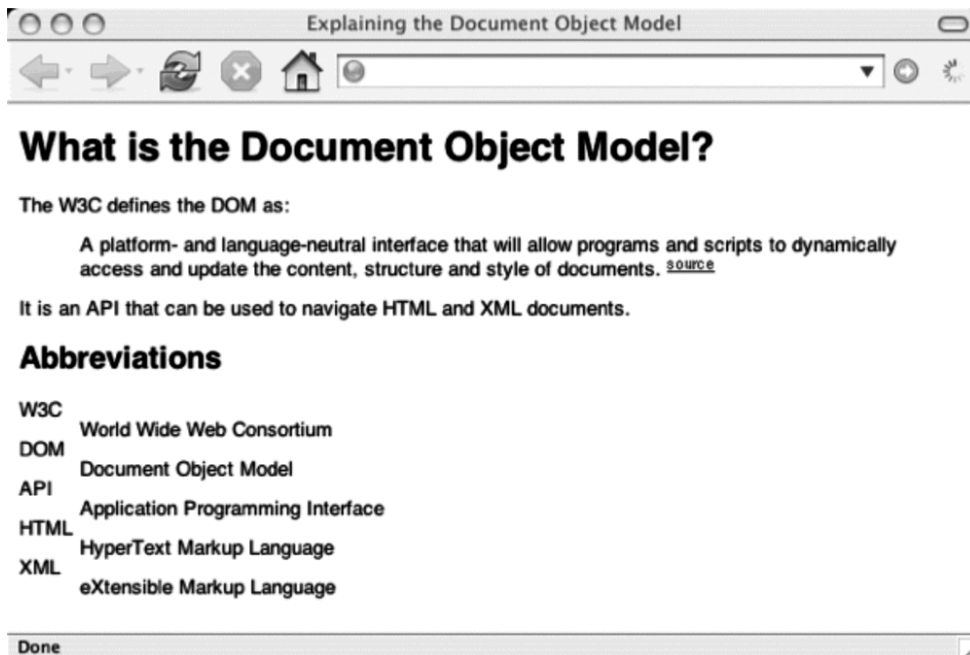 Explaining the Document Object Model
What is the Document Object Model?
The W3C defines the DOM as:
A platform- and language-neutral interface that will allow programs and scripts to dynamically
access and update the content, structure and style of documents. source
It is an API that can be used to navigate HTML and XML documents.
Abbreviations
W3C
World Wide Web Consortium
DOM
Document Object Model
API
Application Programming Interface
HTML
HyperText Markup Language
XML
eXtensible Markup Language
Done